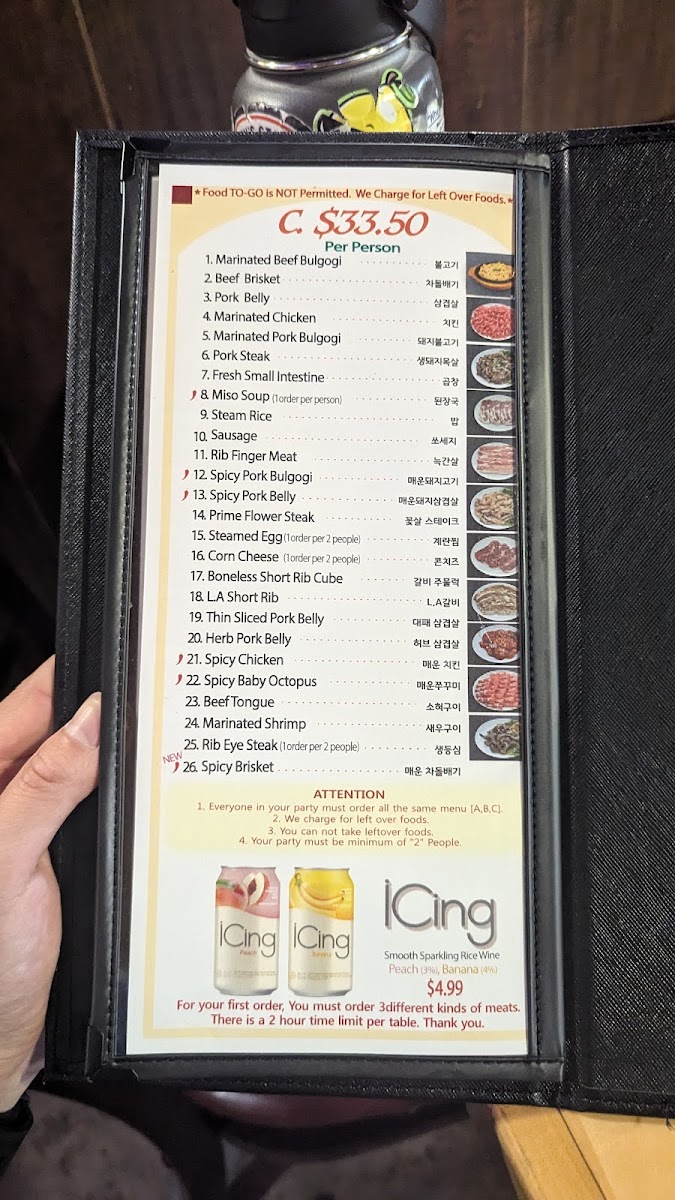 * Food TO-GO is NOT Permitted. We Charge for Left Over Foods. *
C. $33.50
Per Person
1. Marinated Beef Bulgogi 불고기
2. Beef Brisket 차돌배기
3. Pork Belly 삼겹살
4. Marinated Chicken 치킨
5. Marinated Pork Bulgogi 돼지불고기
6. Pork Steak 생돼지목살
7. Fresh Small Intestine 곱창
8. Miso Soup (1order per person) 된장국
9. Steam Rice 밥
10. Sausage 쏘세지
11. Rib Finger Meat 늑간살
12. Spicy Pork Bulgogi 매운돼지고기
13. Spicy Pork Belly 매운돼지삼겹살
14. Prime Flower Steak 꽃살 스테이크
15. Steamed Egg (1order per 2 people) 계란찜
16. Corn Cheese (1order per 2 people) 콘치즈
17. Boneless Short Rib Cube 갈비 주물럭
18. L.A Short Rib L.A갈비
19. Thin Sliced Pork Belly 대패 삼겹살
20. Herb Pork Belly 허브 삼겹살
21. Spicy Chicken 매운 치킨
22. Spicy Baby Octopus 매운쭈꾸미
23. Beef Tongue 소혀구이
24. Marinated Shrimp 새우구이
25. Rib Eye Steak (1order per 2 people) 생등심
NEW
26. Spicy Brisket 매운 차돌배기
ATTENTION
1. Everyone in your party must order all the same menu [A,B,C].
2. We charge for left over foods.
3. You can not take leftover foods.
4. Your party must be minimum of "2" People.
iCing
Peach
iCing
Banana
iCing
Smooth Sparkling Rice Wine
Peach (3%), Banana (4%)
$4.99
For your first order, You must order 3different kinds of meats.
There is a 2 hour time limit per table. Thank you.